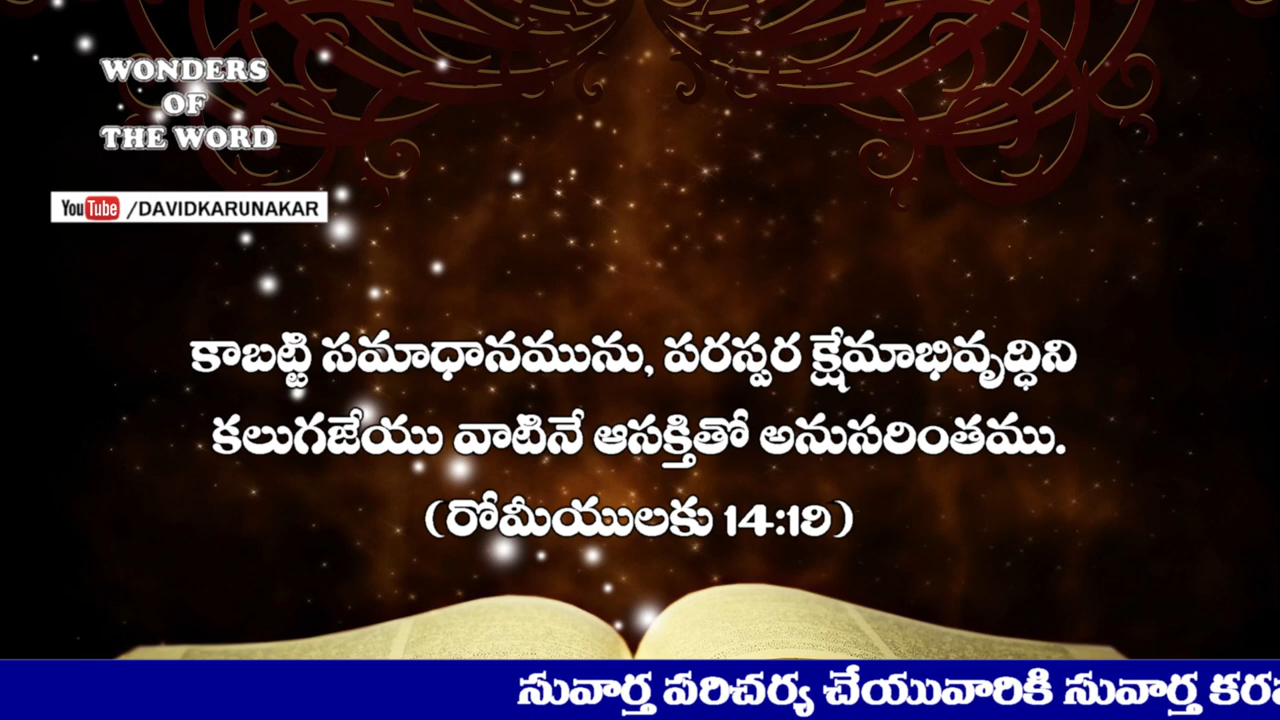 WONDERS
OF
THE WORD
YouTube /DAVIDKARUNAKAR
కాబట్టి సమాధానమును, పరస్పర క్షేమాభివృద్ధిని
కలుగజేయు వాటినే ఆసక్తితో అనుసరింతము.
(రోమీయులకు 14:19)
సువార్త పరిచర్య చేయువారికి సువార్త